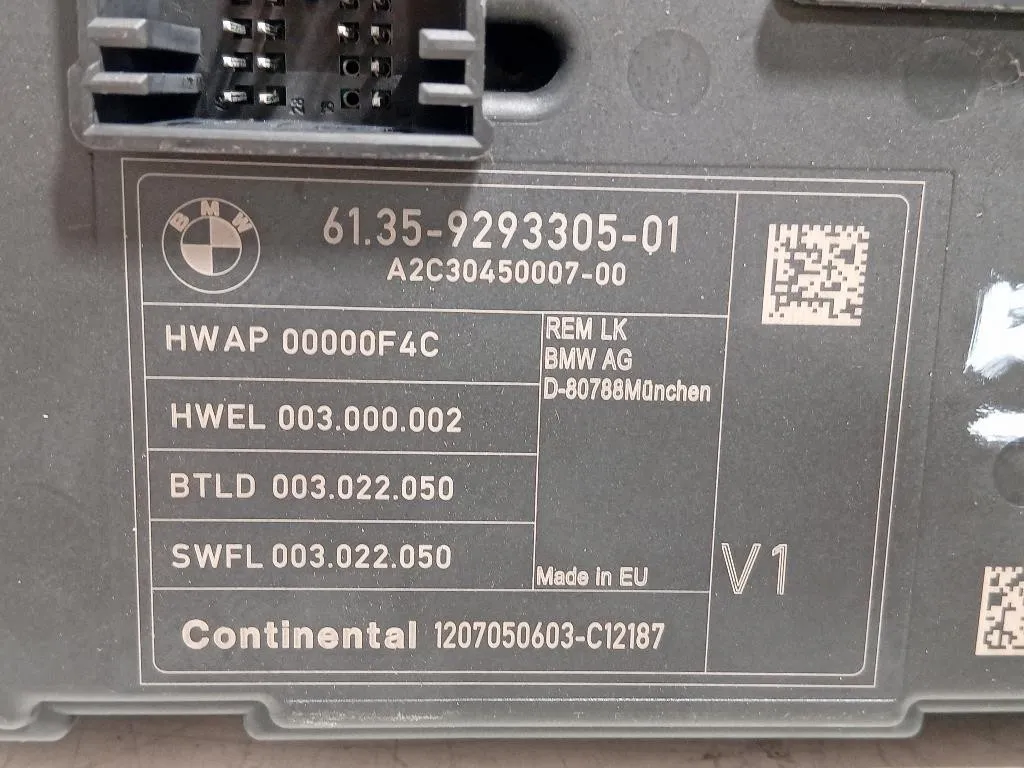 28
BMW
61.35-9293305-01
A2C30450007-00
HWAP 00000F4C
HWEL 003.000.002
BTLD 003.022.050
SWFL 003.022.050
REM LK
BMW AG
D-80788München
Made in EU
V1
Continental 1207050603-C12187